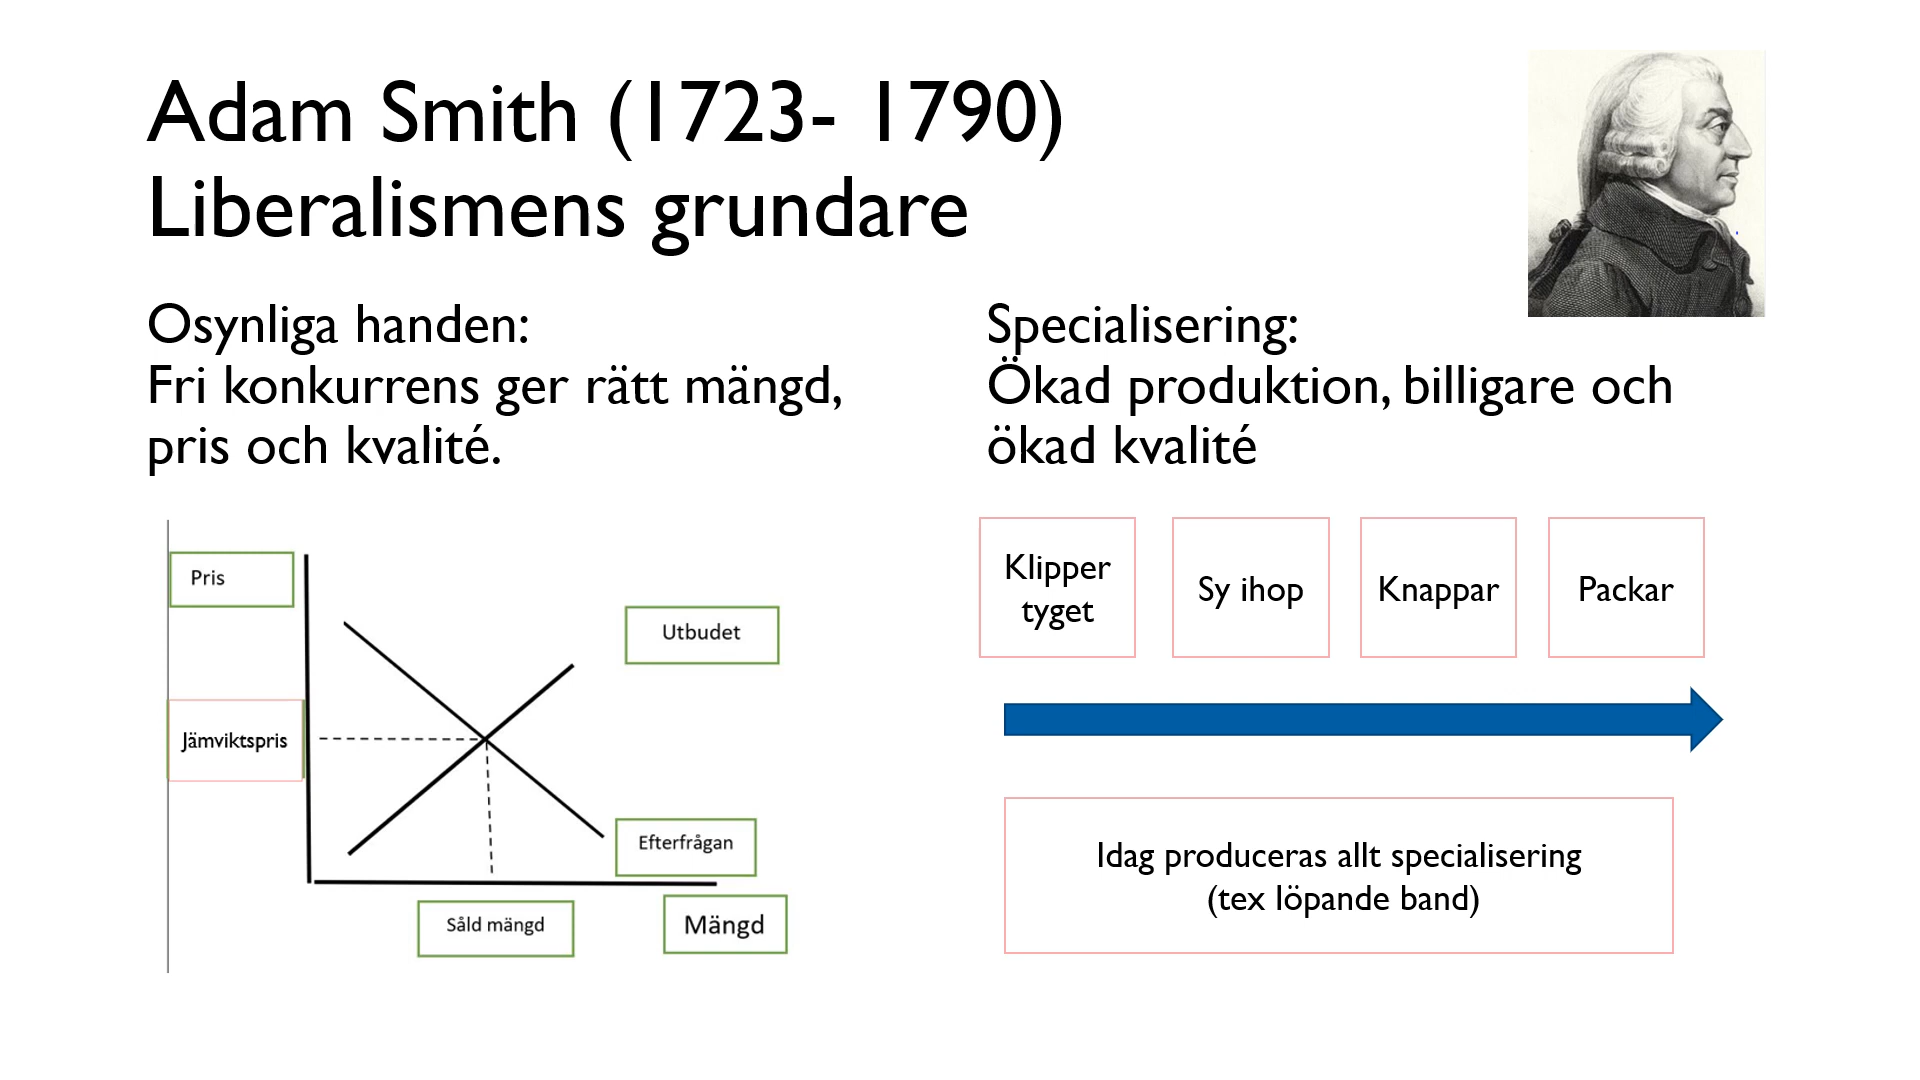 Adam Smith (1723- 1790)
Liberalismens grundare
Osynliga handen:
Fri konkurrens ger rätt mängd,
pris och kvalité.
Pris
Utbudet
Jämviktspris
Efterfrågan
Såld mängd
Mängd
Specialisering:
Ökad produktion, billigare och
ökad kvalité
Klipper
tyget
Sy ihop
Knappar
Packar
Idag produceras allt specialisering
(tex löpande band)